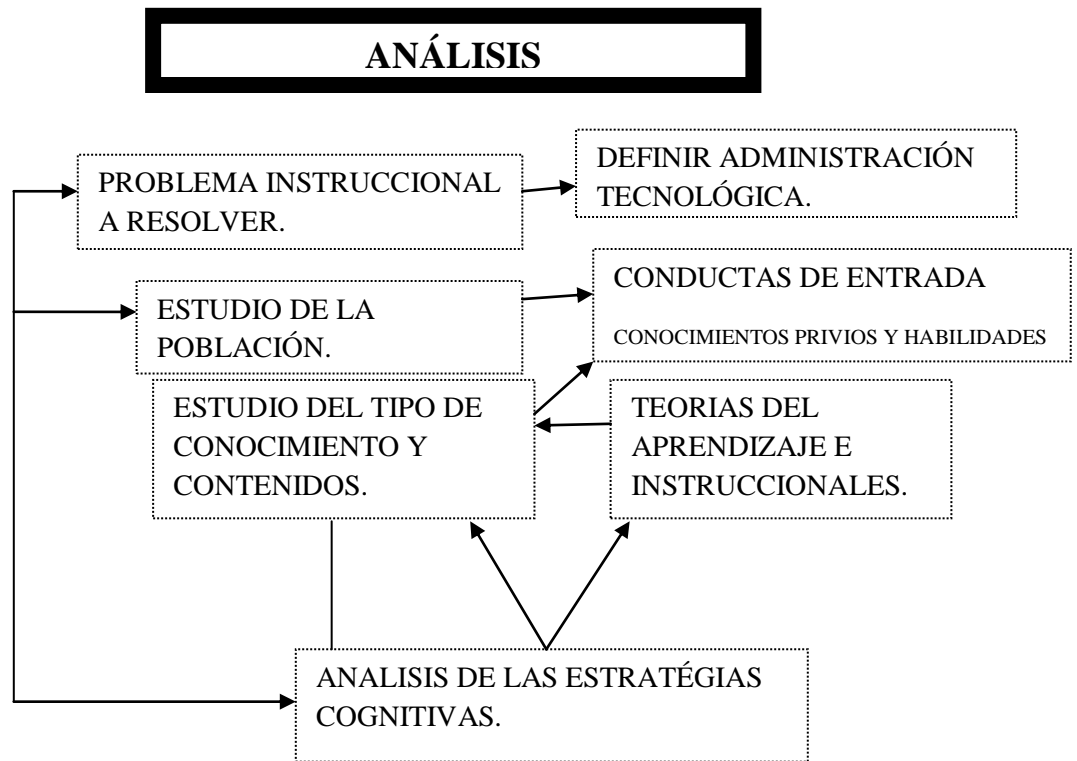 ANÁLISIS
PROBLEMA INSTRUCCIONAL
A RESOLVER.
DEFINIR ADMINISTRACIÓN
TECNOLÓGICA.
ESTUDIO DE LA
POBLACIÓN.
CONDUCTAS DE ENTRADA
CONOCIMIENTOS PRIVIOS Y HABILIDADES
ESTUDIO DEL TIPO DE
CONOCIMIENTO Y
CONTENIDOS.
TEORIAS DEL
APRENDIZAJE E
INSTRUCCIONALES.
ANALISIS DE LAS ESTRATÉGIAS
COGNITIVAS.